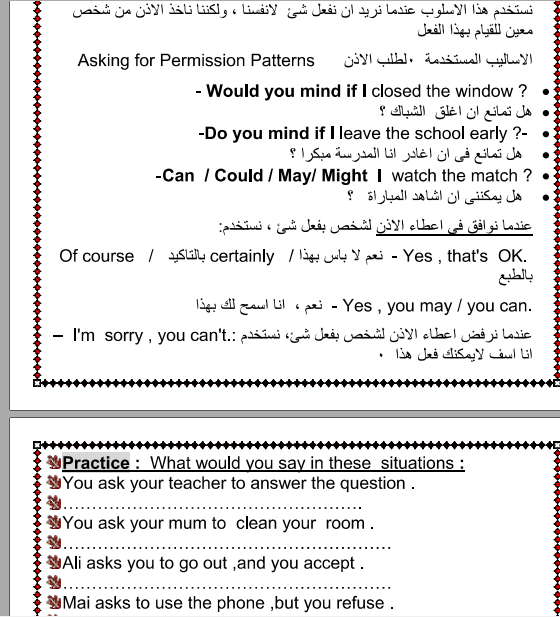 نستخدم هذا الاسلوب عندما نريد ان نفعل شئ لانفسنا ، ولكننا ناخذ الاذن من شخص
معين للقيام بهذا الفعل
الاساليب المستخدمة ۰لطلب الاذن Asking for Permission Patterns
- Would you mind if I closed the window ?
هل تمانع ان اغلق الشباك ؟
-Do you mind if I leave the school early ?-
هل تمانع فى ان اغادر انا المدرسة مبكرا ؟
-Can / Could / May/ Might I watch the match ?
هل يمكننى ان اشاهد المباراة ؟
عندما نوافق في اعطاء الاذن لشخص بفعل شئ ، نستخدم:
Of course / بالتاكيد certainly / نعم لا باس بهذا - Yes , that's OK.
بالطبع
نعم ، انا اسمح لك بهذا - Yes , you may / you can.
– I'm sorry , you can't.: عندما نرفض اعطاء الاذن لشخص بفعل شئ، نستخدم
انا اسف لايمكنك فعل هذا ۰
Practice : What would you say in these situations :
You ask your teacher to answer the question .
……………………………………………….
You ask your mum to clean your room .
…………………………………………………
Ali asks you to go out ,and you accept .
…………………………………………………
Mai asks to use the phone ,but you refuse .